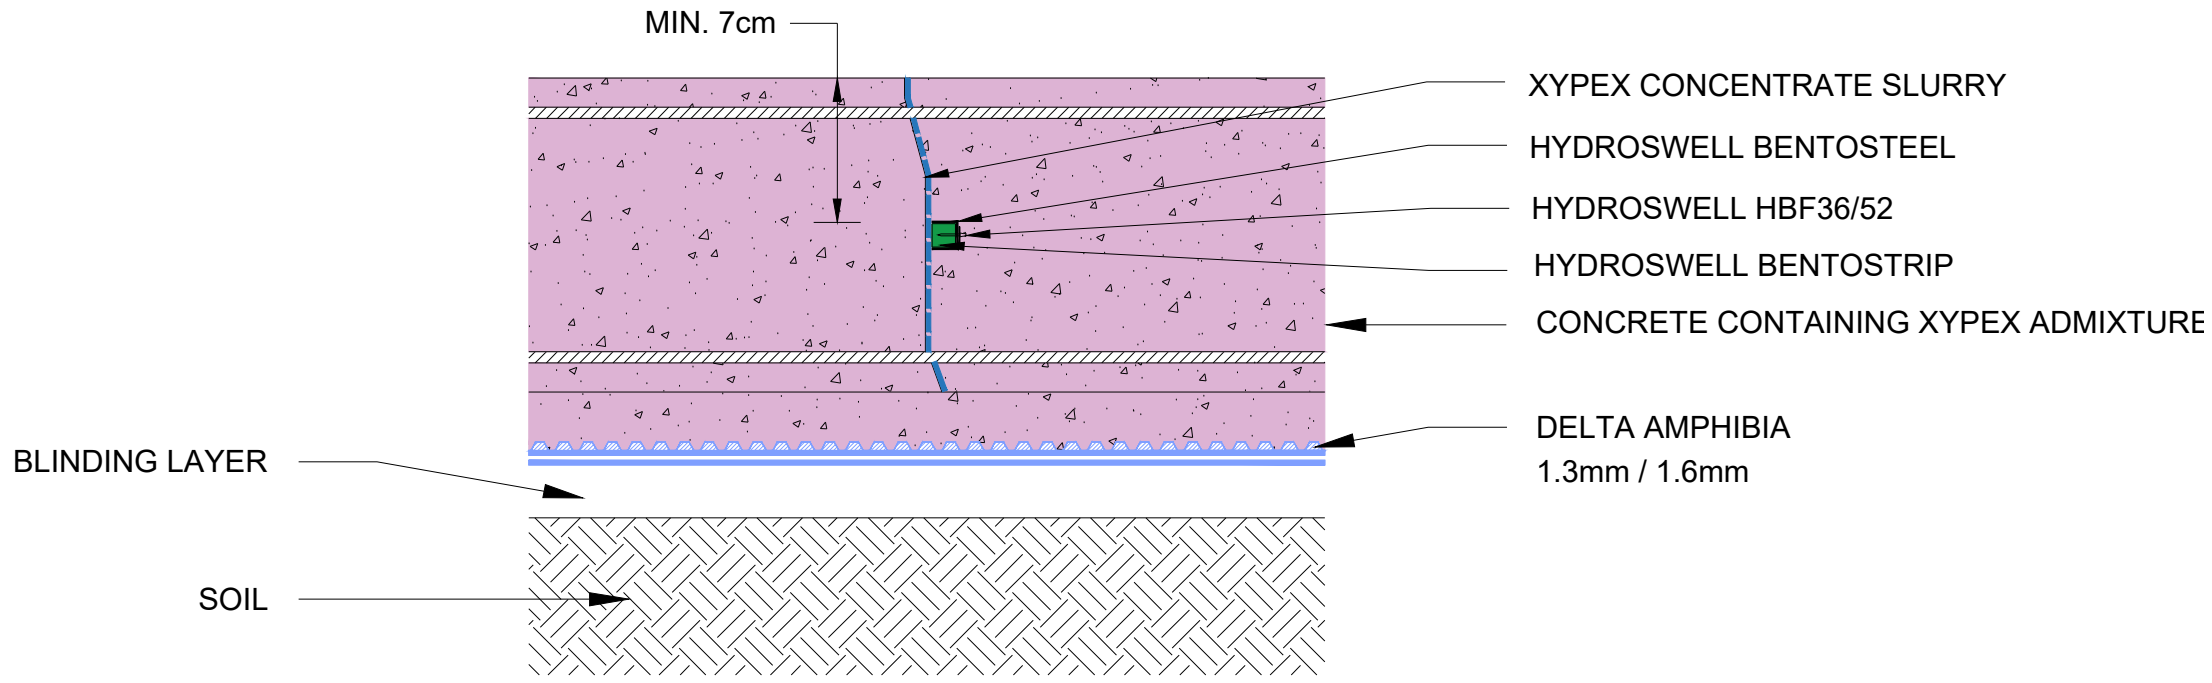 MIN. 7cm
XYPEX CONCENTRATE SLURRY
HYDROSWELL BENTOSTEEL
HYDROSWELL HBF36/52
HYDROSWELL BENTOSTRIP
CONCRETE CONTAINING XYPEX ADMIXTURE
DELTA AMPHIBIA
1.3mm / 1.6mm
BLINDING LAYER
SOIL